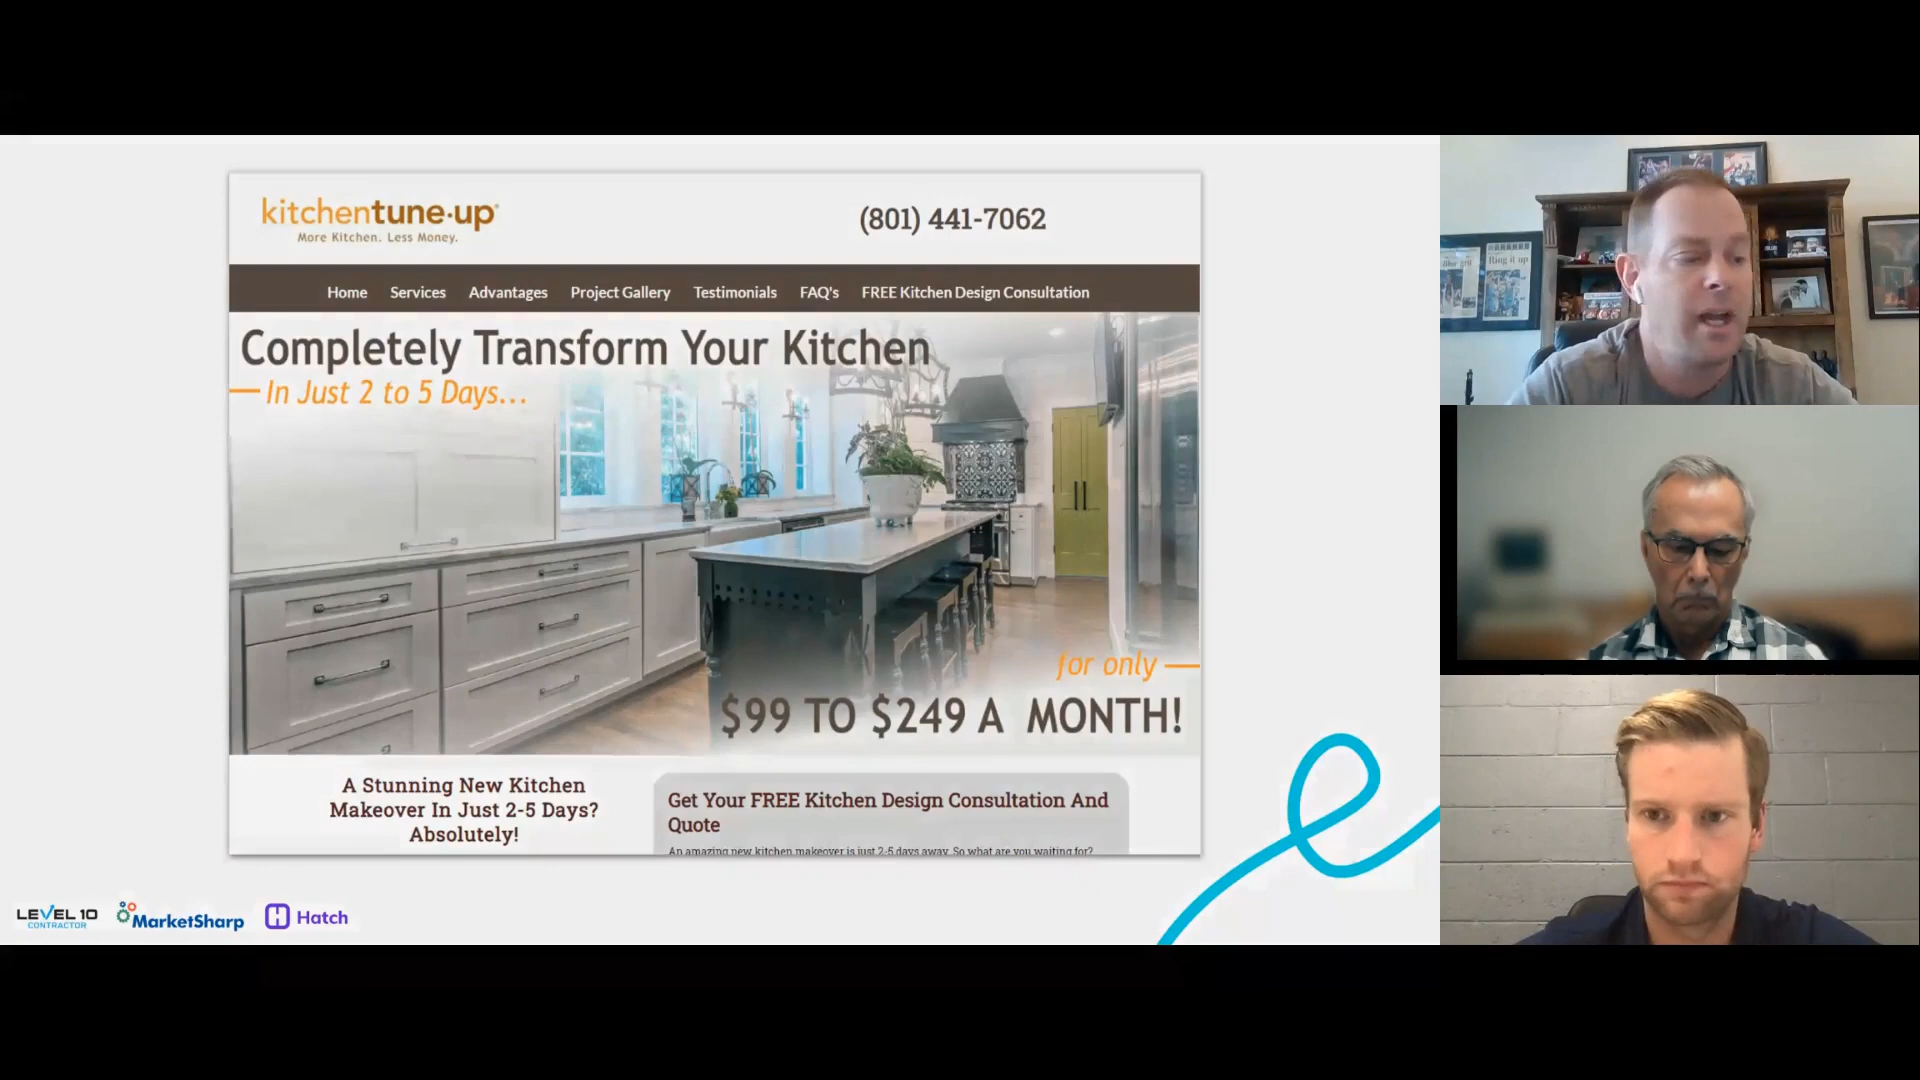 kitchentune·up®
More Kitchen. Less Money.
(801) 441-7062
Home Services Advantages Project Gallery Testimonials FAQ's FREE Kitchen Design Consultation
Completely Transform Your Kitchen
In Just 2 to 5 Days...
for only
$99 TO $249 A MONTH!
A Stunning New Kitchen
Makeover In Just 2-5 Days?
Absolutely!
Get Your FREE Kitchen Design Consultation And
Quote
An amazing new kitchen makeover is just 2-5 days away. So what are you waiting for?
LEVEL 10
CONTRACTOR
MarketSharp
Hatch
Ring it up